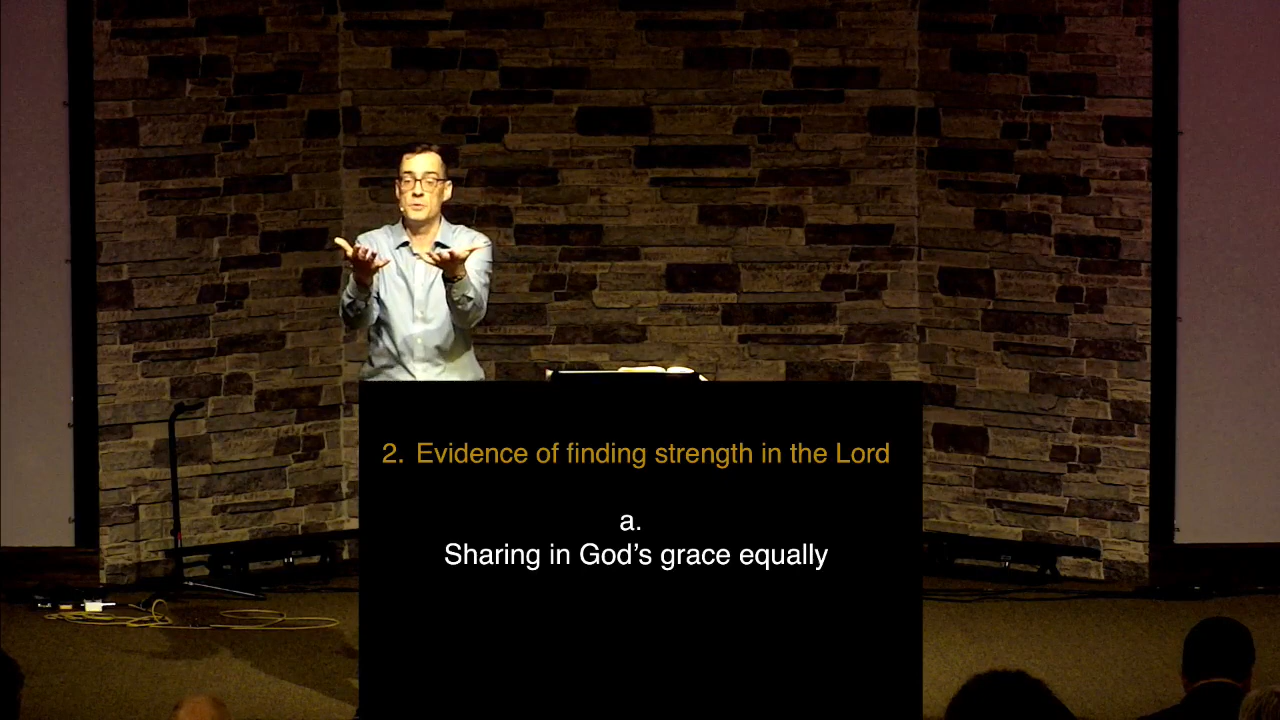 2. Evidence of finding strength in the Lord
a.
Sharing in God’s grace equally